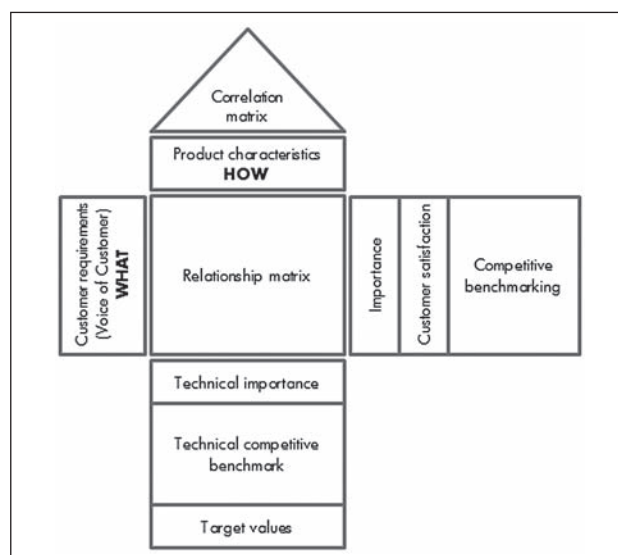 Correlation
matrix
Product characteristics
HOW
Customer requirements
(Voice of Customer)
WHAT
Relationship matrix
Importance
Customer satisfaction
Competitive
benchmarking
Technical importance
Technical competitive
benchmark
Target values